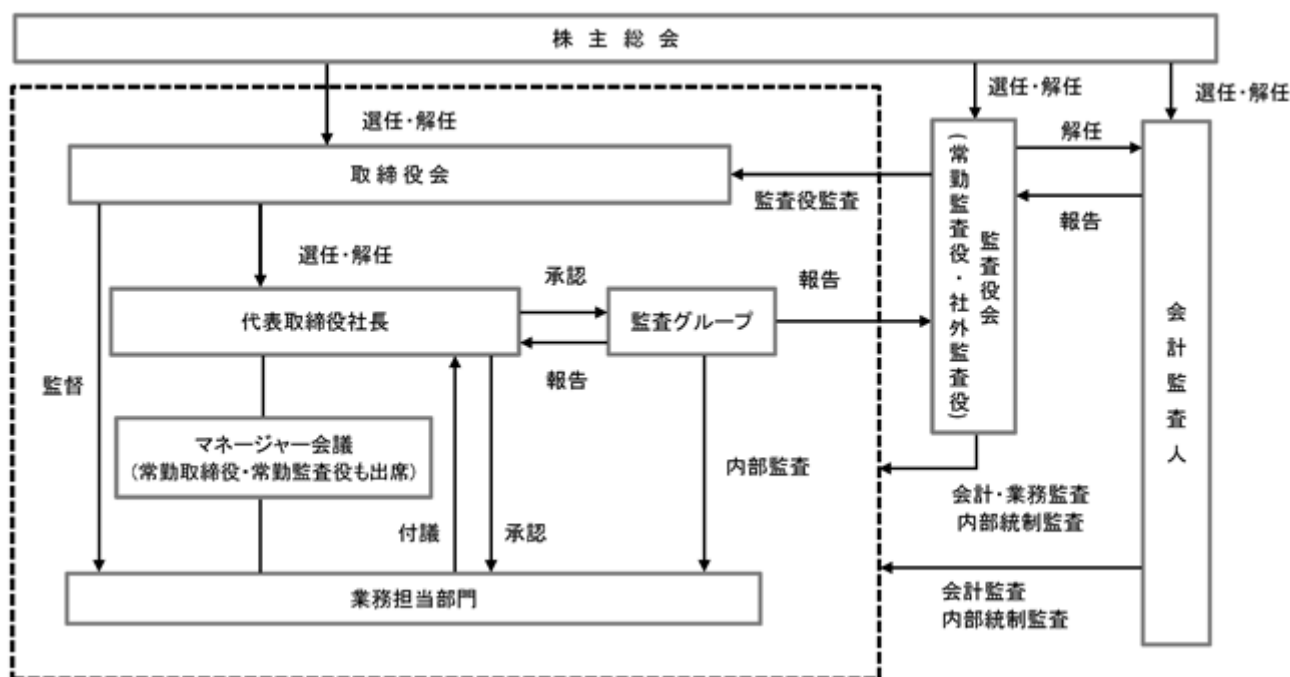 株主総会
選任・解任
選任・解任
選任・解任
取締役会
監査役監査
解任
報告
監査役会
(常勤監査役・社外監査役)
会計監査人
選任・解任
代表取締役社長
承認
報告
監査グループ
報告
監督
マネージャー会議
(常勤取締役・常勤監査役も出席)
付議
承認
内部監査
会計・業務監査
内部統制監査
業務担当部門
会計監査
内部統制監査